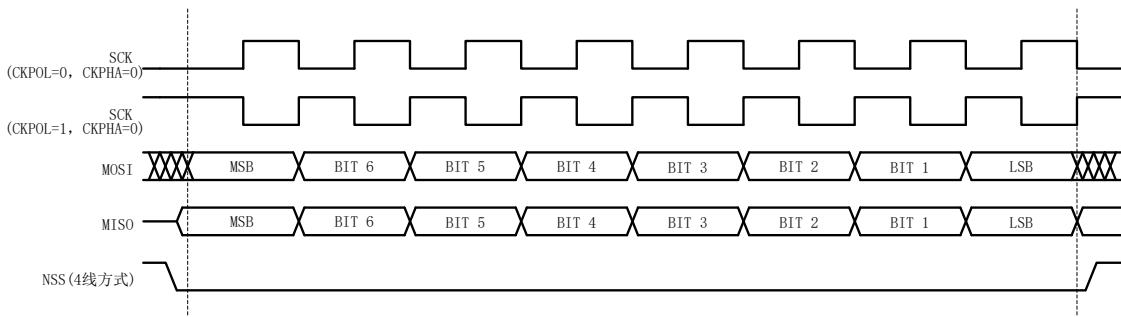 SCK
(CKPOL=0, CKPHA=0)
SCK
(CKPOL=1, CKPHA=0)
MOSI MSB BIT 6 BIT 5 BIT 4 BIT 3 BIT 2 BIT 1 LSB
MISO MSB BIT 6 BIT 5 BIT 4 BIT 3 BIT 2 BIT 1 LSB
NSS(4线方式)